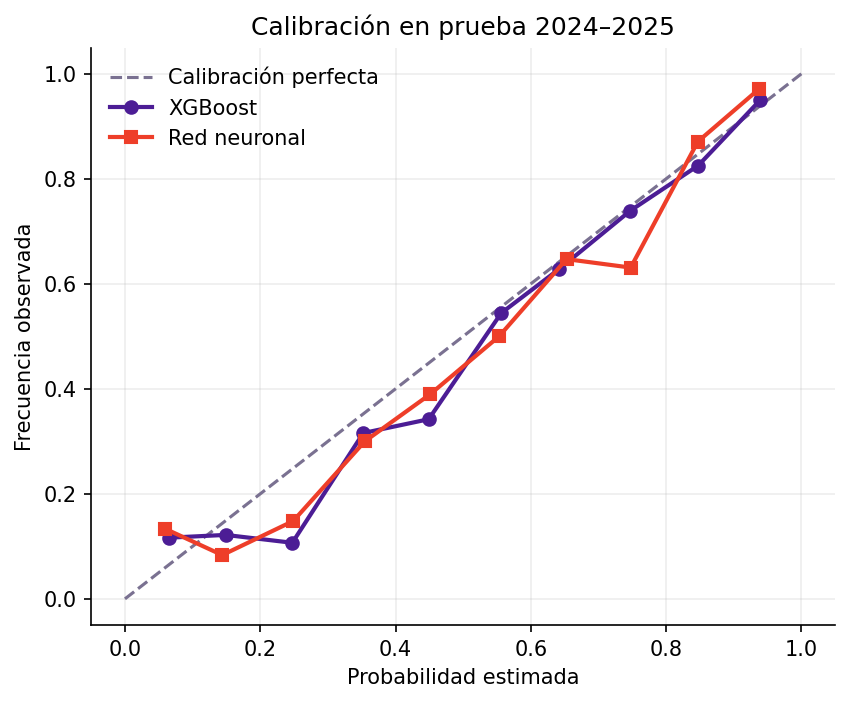 Calibración en prueba 2024–2025
Calibración perfecta
XGBoost
Red neuronal
Frecuencia observada
1.0
0.8
0.6
0.4
0.2
0.0
0.0 0.2 0.4 0.6 0.8 1.0
Probabilidad estimada